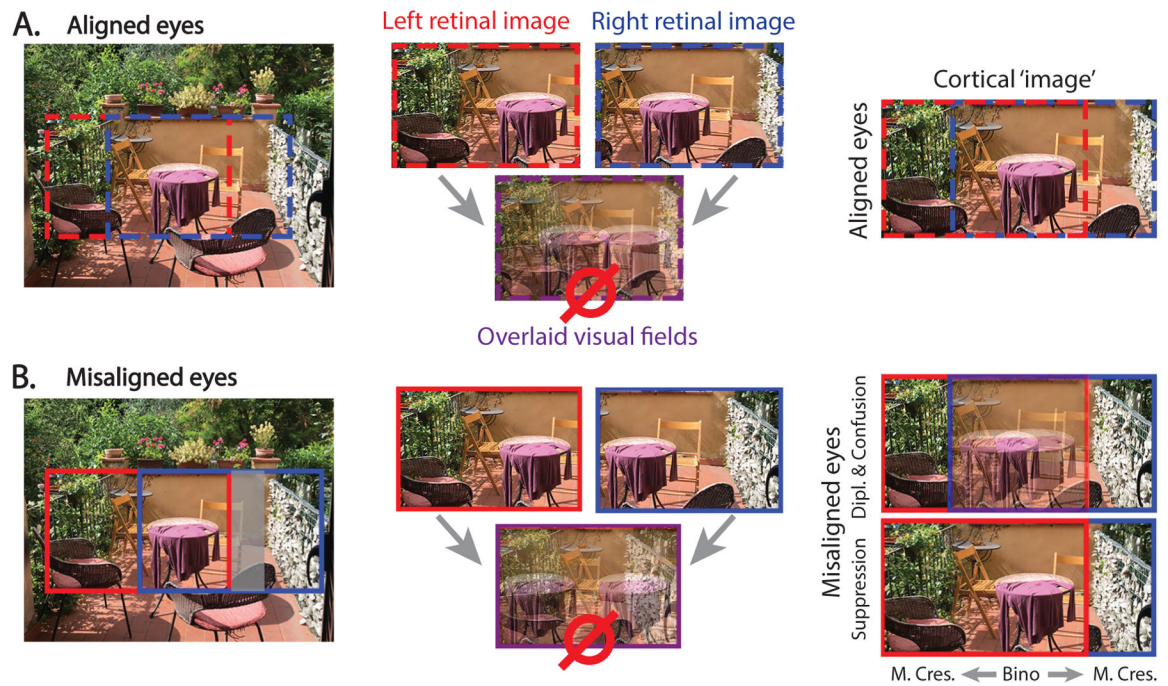 A. Aligned eyes
Left retinal image
Right retinal image
Cortical ‘image’
Aligned eyes
Overlaid visual fields
B. Misaligned eyes
Misaligned eyes
Dipl. & Confusion
Suppression
M. Cres.
Bino
M. Cres.